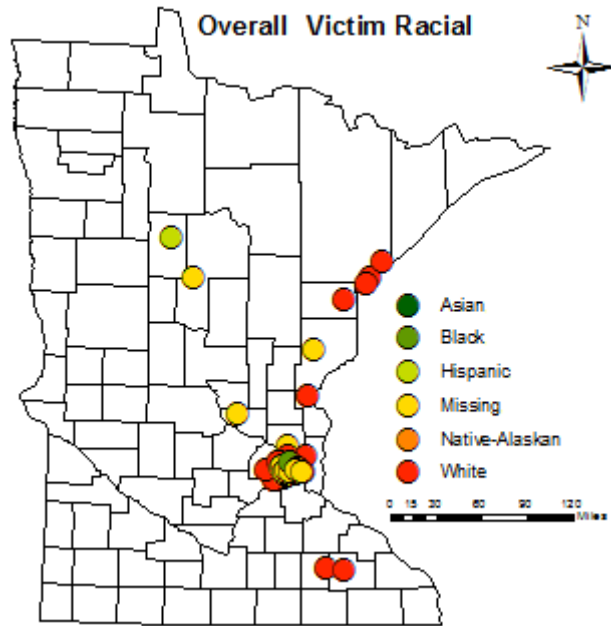 Overall Victim Racial
N
Asian
Black
Hispanic
Missing
Native-Alaskan
White
0 15 30 60 90 120
Miles